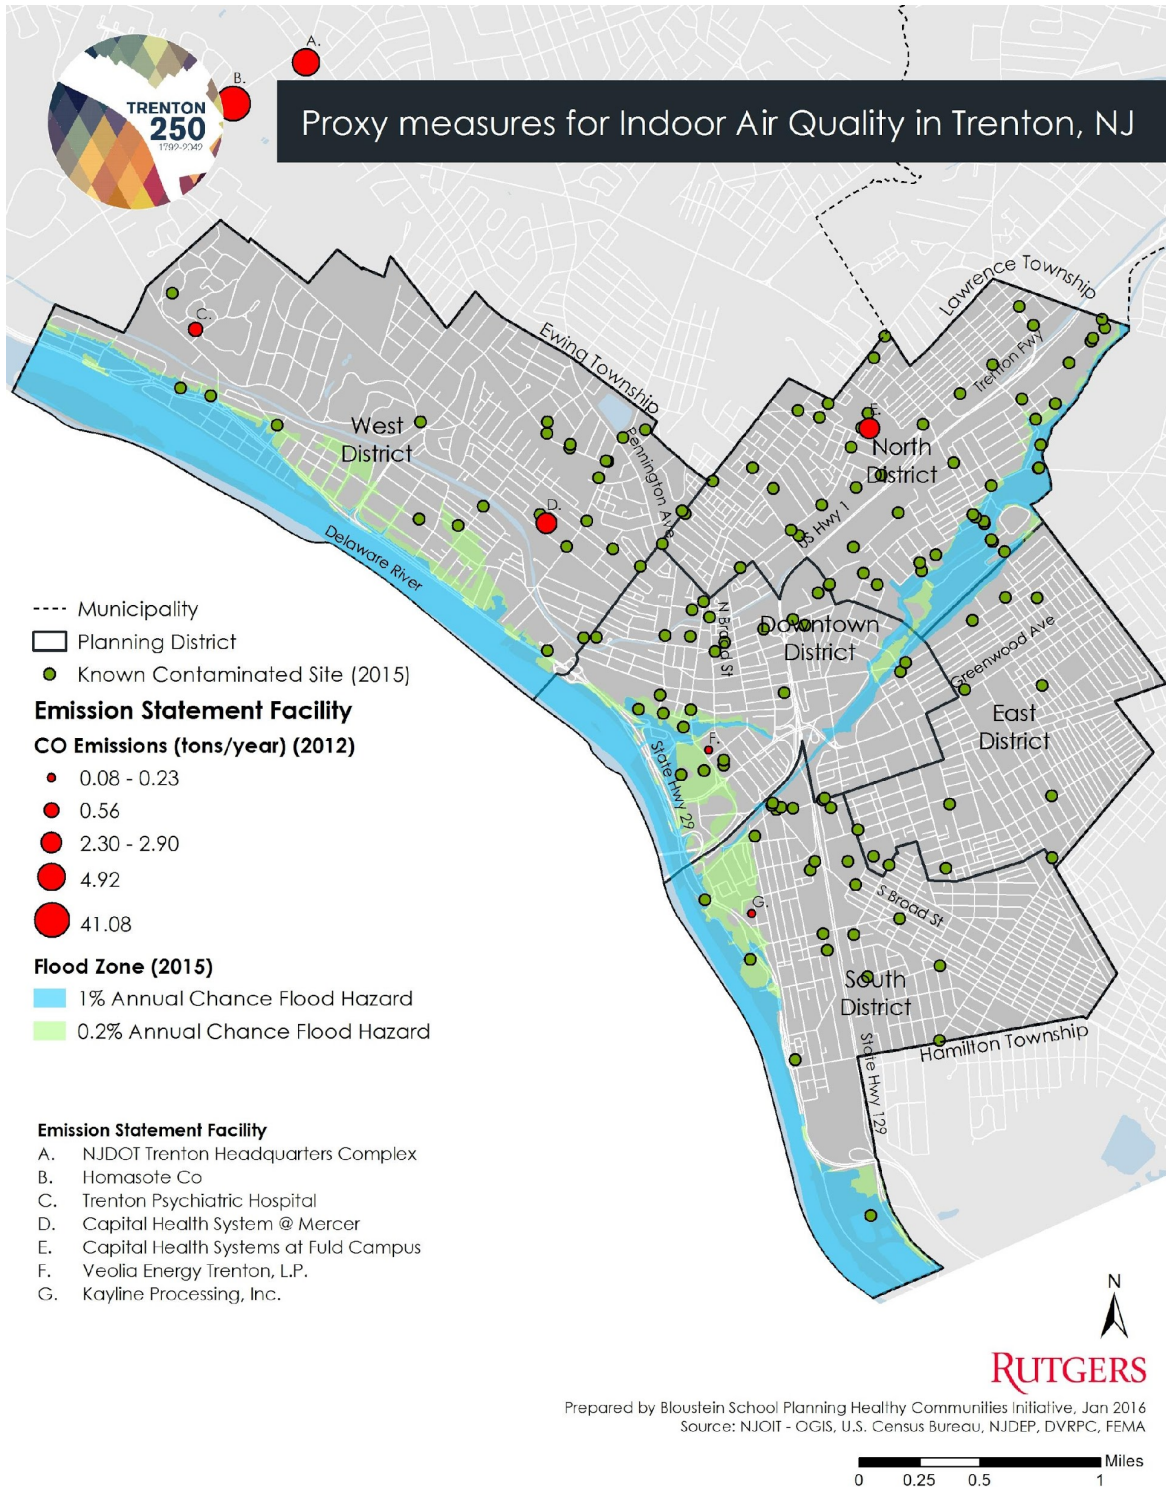 A.
B.
TRENTON
250
1792-2042
Proxy measures for Indoor Air Quality in Trenton, NJ
Lawrence Township
C.
Ewing Township
Trenton Fwy
E.
West
District
Pennington Ave
North
District
D.
US Hwy 1
Delaware River
Municipality
Planning District
Known Contaminated Site (2015)
N Broad St
Downtown
District
Greenwood Ave
East
District
Emission Statement Facility
CO Emissions (tons/year) (2012)
0.08 - 0.23
0.56
2.30 - 2.90
4.92
41.08
F.
State Hwy 29
G.
S Broad St
Flood Zone (2015)
1% Annual Chance Flood Hazard
0.2% Annual Chance Flood Hazard
South
District
Hamilton Township
State Hwy 129
Emission Statement Facility
A. NJDOT Trenton Headquarters Complex
B. Homasote Co
C. Trenton Psychiatric Hospital
D. Capital Health System @ Mercer
E. Capital Health Systems at Fuld Campus
F. Veolia Energy Trenton, L.P.
G. Kayline Processing, Inc.
N
RUTGERS
Prepared by Bloustein School Planning Healthy Communities Initiative, Jan 2016
Source: NJOIT - OGIS, U.S. Census Bureau, NJDEP, DVRPC, FEMA
Miles
0 0.25 0.5 1